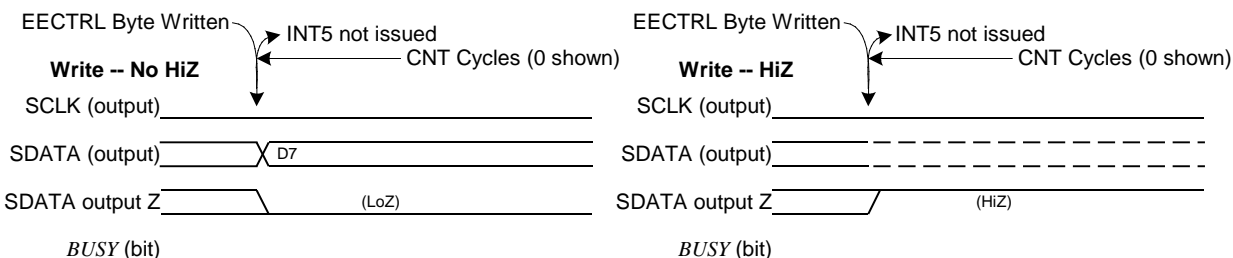 EECTRL Byte Written
INT5 not issued
CNT Cycles (0 shown)
Write -- No HiZ
SCLK (output)
SDATA (output)
D7
SDATA output Z
(LoZ)
BUSY (bit)
EECTRL Byte Written
INT5 not issued
CNT Cycles (0 shown)
Write -- HiZ
SCLK (output)
SDATA (output)
SDATA output Z
(HiZ)
BUSY (bit)